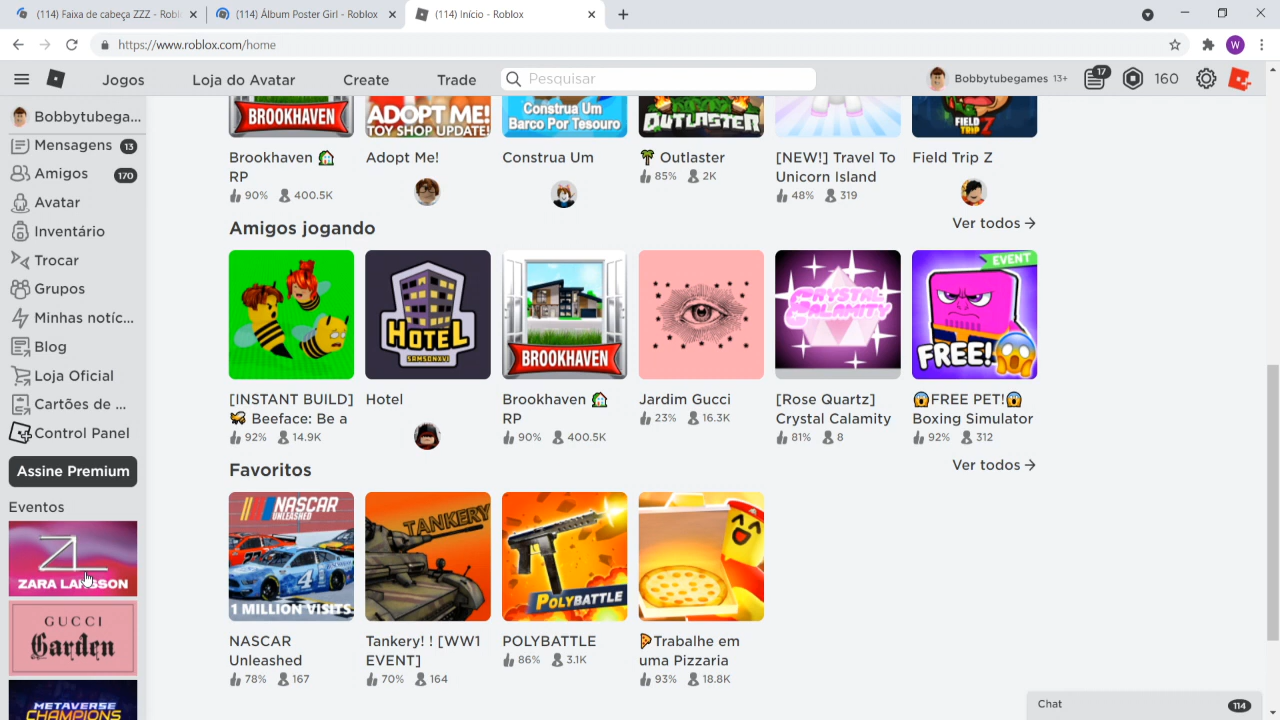 (114) Faixa de cabeça ZZZ - Robl
(114) Álbum Poster Girl - Roblox
(114) Início - Roblox
https://www.roblox.com/home
W
Jogos
Loja do Avatar
Create
Trade
Pesquisar
Bobbytubegames 13+
17
160
Bobbytubega...
Mensagens 13
Amigos 170
Avatar
Inventário
Trocar
Grupos
Minhas notíc...
Blog
Loja Oficial
Cartões de ...
Control Panel
Assine Premium
Eventos
ZARA LARSSON
GUCCI
Garden
METAVERSE
CHAMPIONS
BROOKHAVEN
ADOPT ME!
TOY SHOP UPDATE!
Construa Um
Barco Por Tesouro
OUTLASTER
FIELD
TRIP Z
Brookhaven 🏠
RP
90% 400.5K
Adopt Me!
Construa Um
🌴 Outlaster
85% 2K
[NEW!] Travel To
Unicorn Island
48% 319
Field Trip Z
Amigos jogando
Ver todos →
HOTEL
SAMSONXVI
BROOKHAVEN
CRYSTAL
CALAMITY
EVENT
FREE!
[INSTANT BUILD]
🐝 Beeface: Be a
92% 14.9K
Hotel
Brookhaven 🏠
RP
90% 400.5K
Jardim Gucci
23% 16.3K
[Rose Quartz]
Crystal Calamity
81% 8
😱FREE PET!😱
Boxing Simulator
92% 312
Favoritos
Ver todos →
NASCAR
UNLEASHED
4
1 MILLION VISITS
TANKERY
POLYBATTLE
NASCAR
Unleashed
78% 167
Tankery! ! [WW1
EVENT]
70% 164
POLYBATTLE
86% 3.1K
🍕Trabalhe em
uma Pizzaria
93% 18.8K
Chat
114